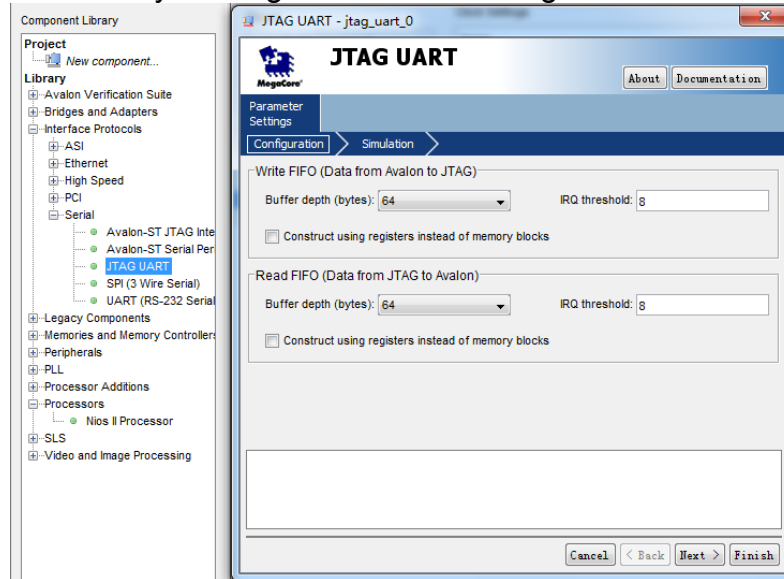 Component Library
Project
New component...
Library
Avalon Verification Suite
Bridges and Adapters
Interface Protocols
ASI
Ethernet
High Speed
PCI
Serial
Avalon-ST JTAG Inte
Avalon-ST Serial Per
JTAG UART
SPI (3 Wire Serial)
UART (RS-232 Serial
Legacy Components
Memories and Memory Controllers
Peripherals
PLL
Processor Additions
Processors
Nios II Processor
SLS
Video and Image Processing
JTAG UART - jtag_uart_0
MegaCore'
JTAG UART
About Documentation
Parameter
Settings
Configuration Simulation
Write FIFO (Data from Avalon to JTAG)
Buffer depth (bytes): 64 IRQ threshold: 8
Construct using registers instead of memory blocks
Read FIFO (Data from JTAG to Avalon)
Buffer depth (bytes): 64 IRQ threshold: 8
Construct using registers instead of memory blocks
Cancel < Back Next > Finish